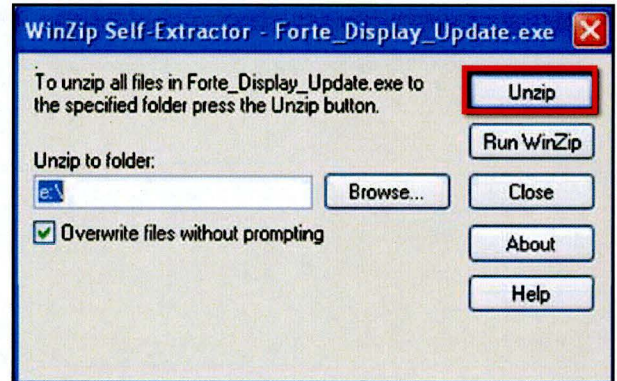 WinZip Self-Extractor - Forte_Display_Update.exe
To unzip all files in Forte_Display_Update.exe to
the specified folder press the Unzip button.
Unzip
Run WinZip
Unzip to folder:
e:\
Browse...
Close
Overwrite files without prompting
About
Help